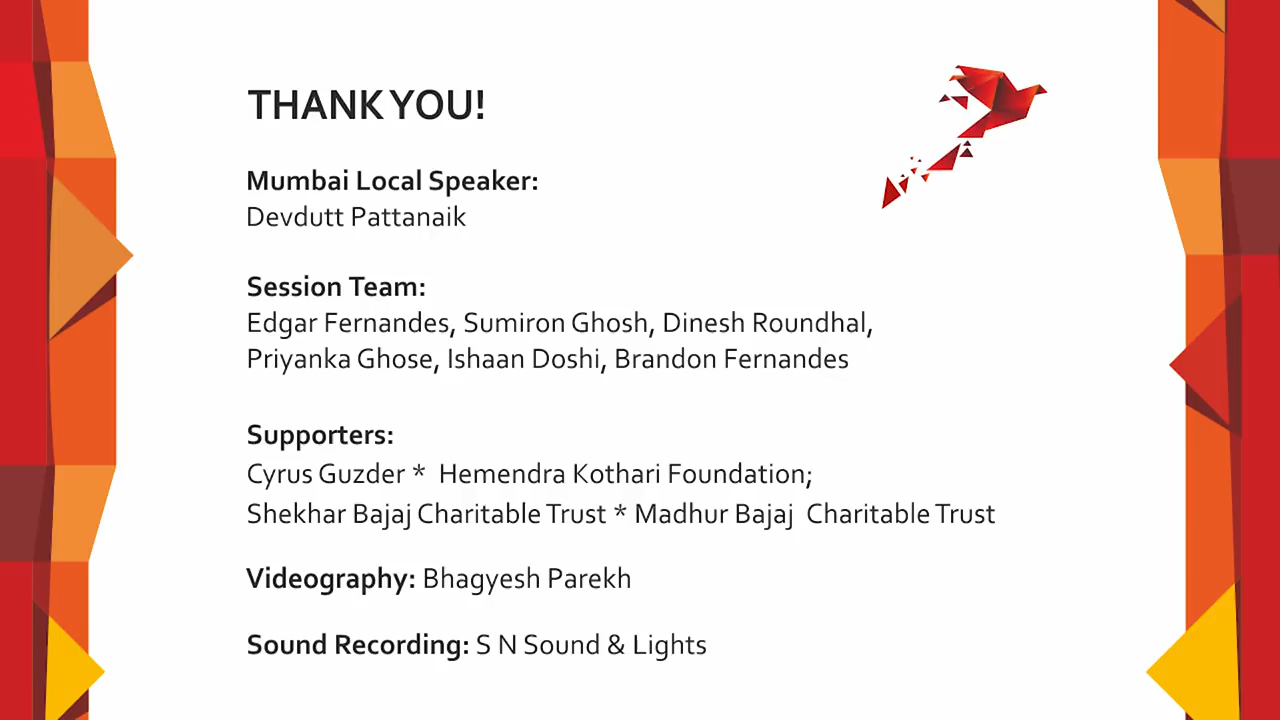 THANK YOU!
Mumbai Local Speaker:
Devdutt Pattanaik
Session Team:
Edgar Fernandes, Sumiron Ghosh, Dinesh Roundhal,
Priyanka Ghose, Ishaan Doshi, Brandon Fernandes
Supporters:
Cyrus Guzder * Hemendra Kothari Foundation;
Shekhar Bajaj Charitable Trust * Madhur Bajaj Charitable Trust
Videography: Bhagyesh Parekh
Sound Recording: S N Sound & Lights